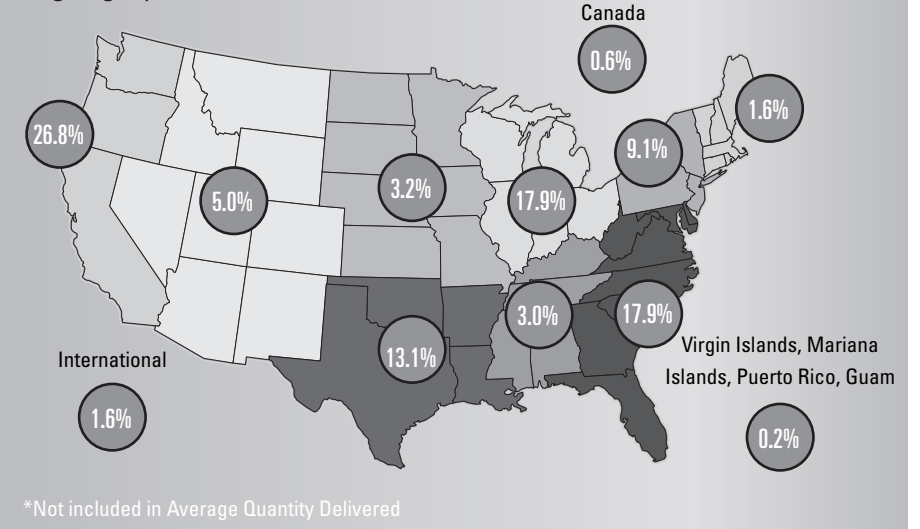 Canada
0.6%
1.6%
26.8%
9.1%
5.0%
3.2%
17.9%
3.0%
17.9%
13.1%
Virgin Islands, Mariana
Islands, Puerto Rico, Guam
International
1.6%
0.2%
*Not included in Average Quantity Delivered